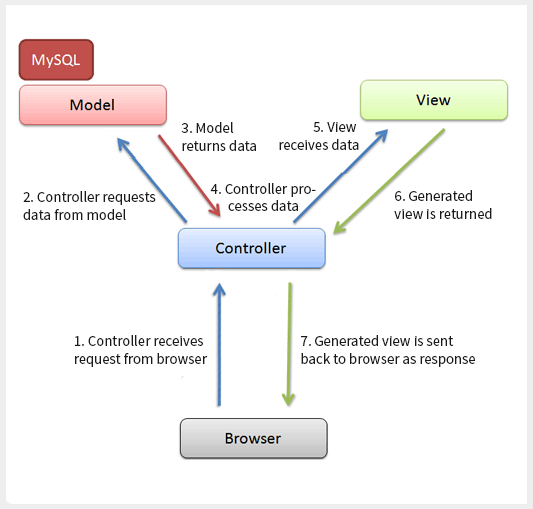 MySQL
Model
View
3. Model
returns data
5. View
receives data
2. Controller requests
data from model
4. Controller pro-
cesses data
6. Generated
view is returned
Controller
1. Controller receives
request from browser
7. Generated view is sent
back to browser as response
Browser